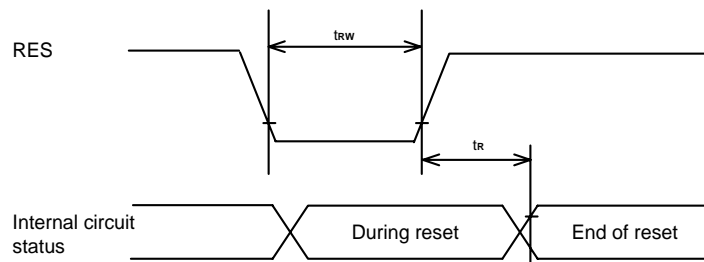 tRW
RES
tR
Internal circuit
status
During reset
End of reset